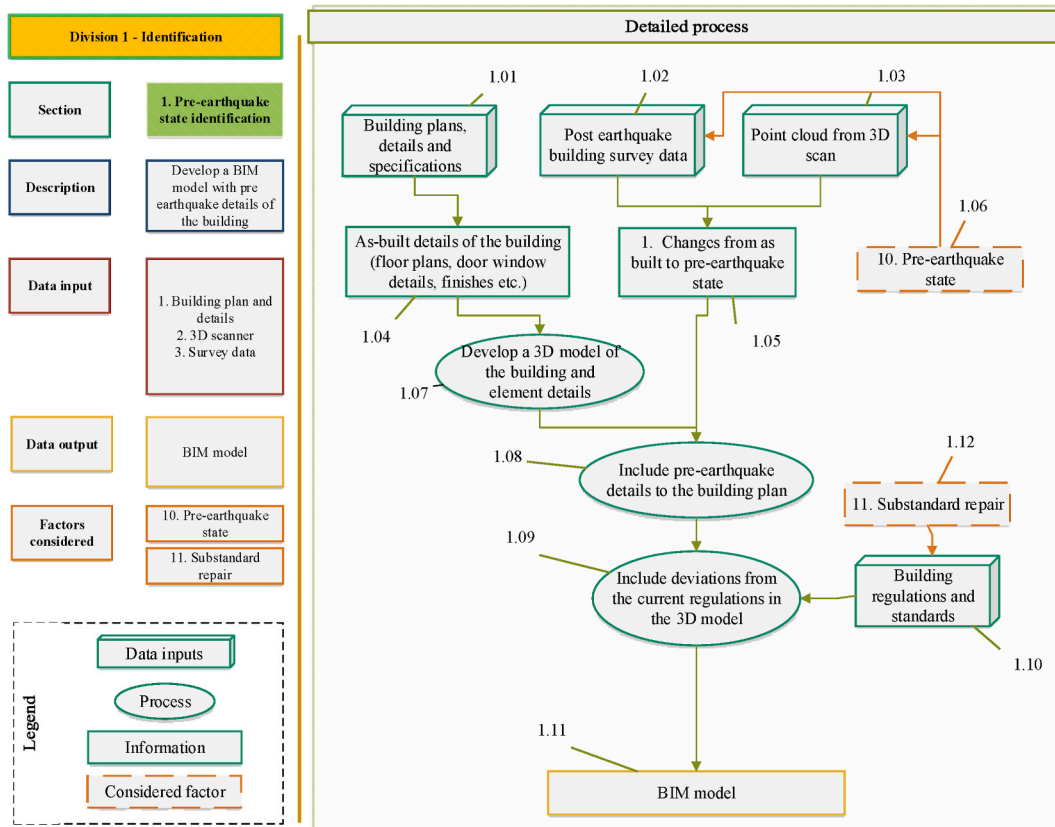 Division 1 - Identification
Section
1. Pre-earthquake
state identification
Description
Develop a BIM
model with pre
earthquake details of
the building
Data input
1. Building plan and
details
2. 3D scanner
3. Survey data
Data output
BIM model
Factors
considered
10. Pre-earthquake
state
11. Substandard
repair
Legend
Data inputs
Process
Information
Considered factor
Detailed process
1.01
1.02
1.03
Building plans,
details and
specifications
Post earthquake
building survey data
Point cloud from 3D
scan
1.06
As-built details of the building
(floor plans, door window
details, finishes etc.)
1. Changes from as
built to pre-earthquake
state
10. Pre-earthquake
state
1.04
1.05
Develop a 3D model of
the building and
element details
1.07
1.08
Include pre-earthquake
details to the building plan
1.12
11. Substandard repair
1.09
Include deviations from
the current regulations in
the 3D model
Building
regulations and
standards
1.10
1.11
BIM model